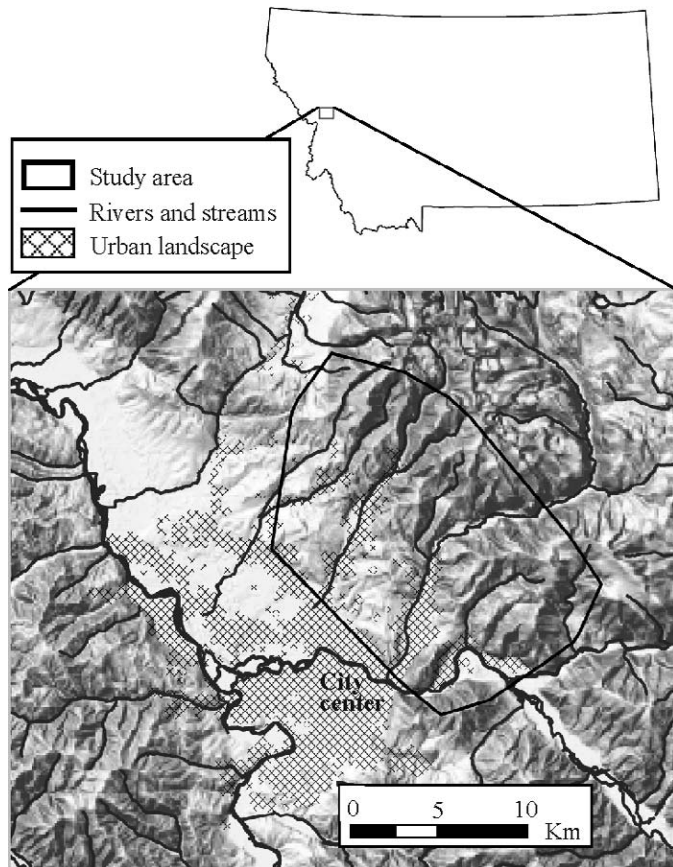 Study area
Rivers and streams
Urban landscape
City
center
0 5 10
Km